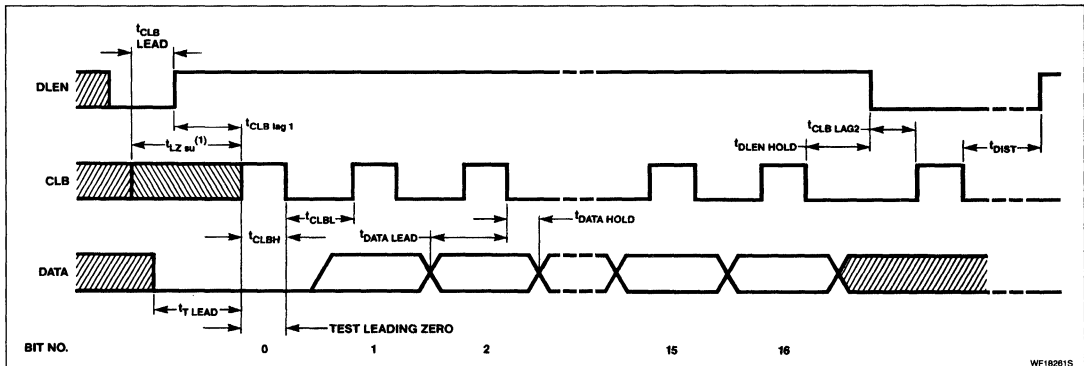 tCLB
LEAD
DLEN
tCLB lag 1
tLZ su(1)
tCLB LAG2
tDLEN HOLD
tDIST
CLB
tCLBL
tDATA HOLD
tCLBH
tDATA LEAD
DATA
tT LEAD
TEST LEADING ZERO
BIT NO. 0 1 2 15 16
WF18261S